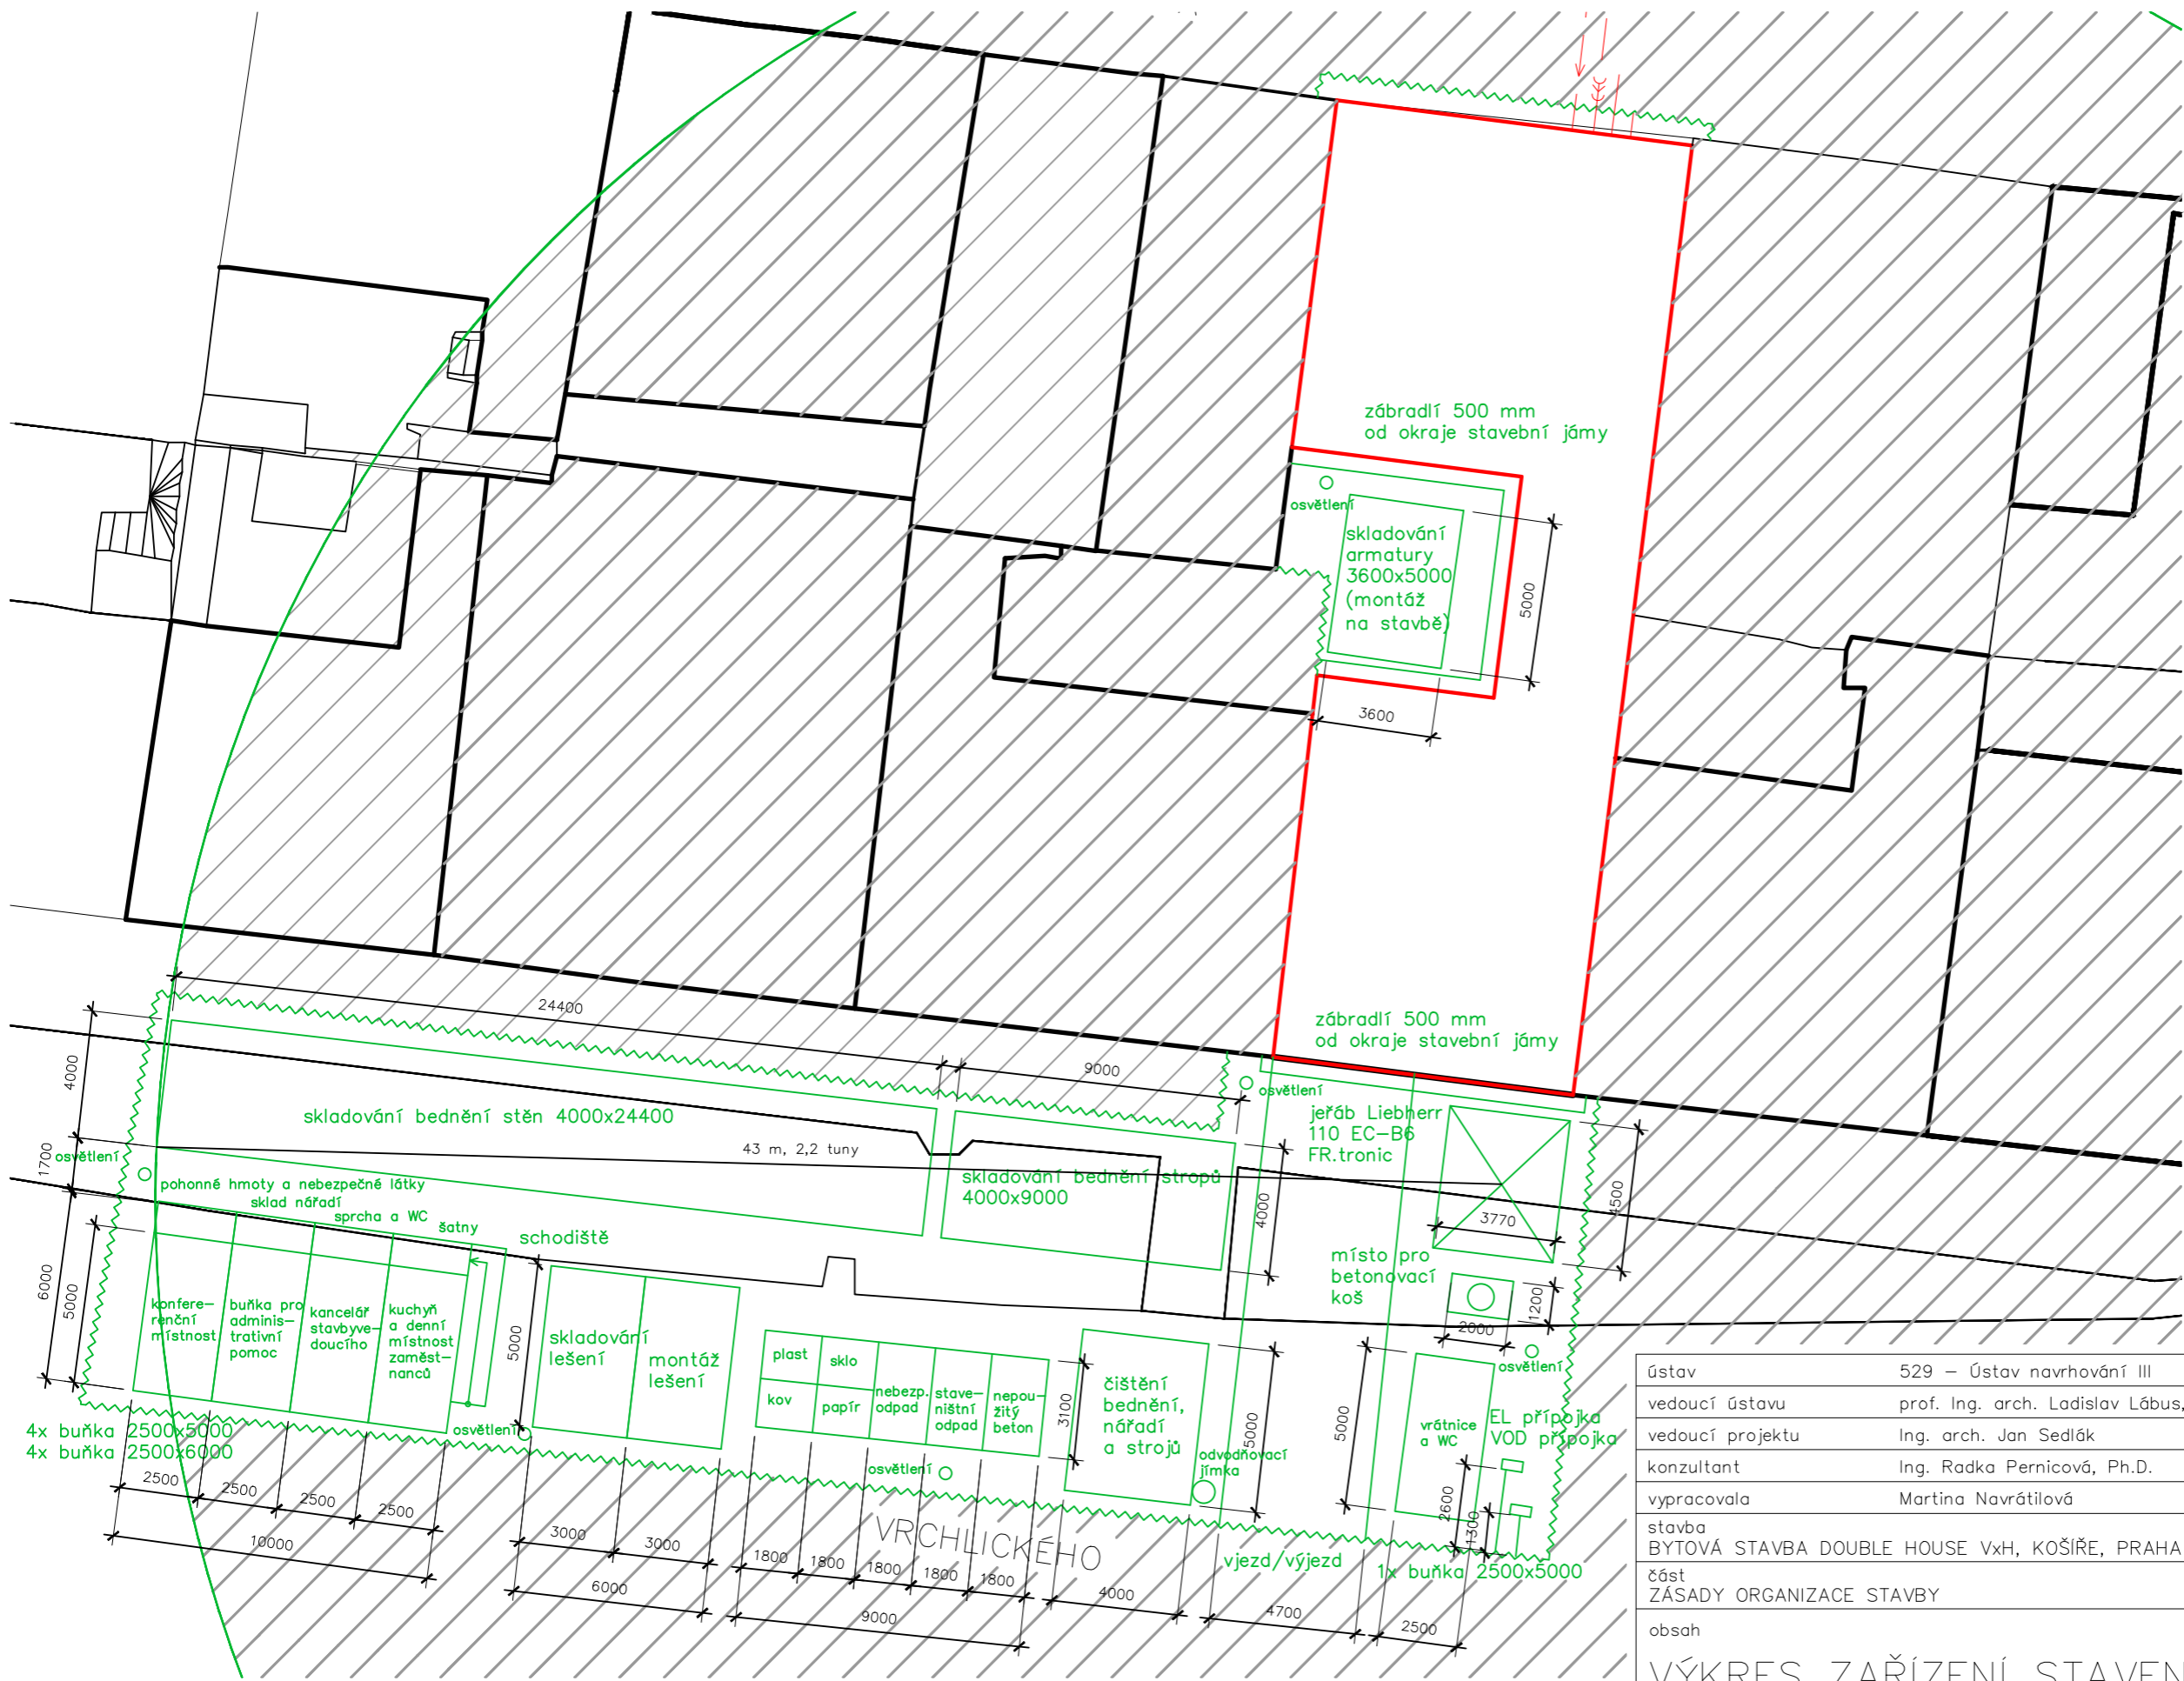 zábradlí 500 mm
od okraje stavební jámy
osvětlení
skladování
armatury
3600x5000
(montáž
na stavbě)
5000
3600
zábradlí 500 mm
od okraje stavební jámy
24400
9000
4000
1700
6000
5000
skladování bednění stěn 4000x24400
43 m, 2,2 tuny
skladování bednění stropů
4000x9000
4000
osvětlení
jeřáb Liebherr
110 EC-B6
FR.tronic
3770
4500
místo pro
betonovací
koš
1200
2000
osvětlení
osvětlení
pohonné hmoty a nebezpečné látky
sklad nářadí
sprcha a WC
šatny
schodiště
konfere-
renční
místnost
buňka pro
adminis-
trativní
pomoc
kancelář
stavbyve-
doucího
kuchyň
a denní
místnost
zaměst-
nanců
5000
skladování
lešení
montáž
lešení
plast
sklo
kov
papír
nebezp.
odpad
stave-
ništní
odpad
nepou-
žitý
beton
3100
čištění
bednění,
nářadí
a strojů
5000
odvodňovací
jímka
5000
vrátnice
a WC
EL přípojka
VOD přípojka
2600
1300
4x buňka 2500x5000
4x buňka 2500x6000
osvětlení
osvětlení
2500
2500
2500
2500
10000
3000
3000
6000
1800
1800
1800
1800
1800
9000
VRCHLICKÉHO
4000
vjezd/výjezd
4700
1x buňka 2500x5000
2500
ústav 529 – Ústav navrhování III
vedoucí ústavu prof. Ing. arch. Ladislav Lábus,
vedoucí projektu Ing. arch. Jan Sedlák
konzultant Ing. Radka Pernicová, Ph.D.
vypracovala Martina Navrátilová
stavba
BYTOVÁ STAVBA DOUBLE HOUSE VxH, KOŠÍŘE, PRAHA
část
ZÁSADY ORGANIZACE STAVBY
obsah
VÝKRES ZAŘÍZENÍ STAVEN